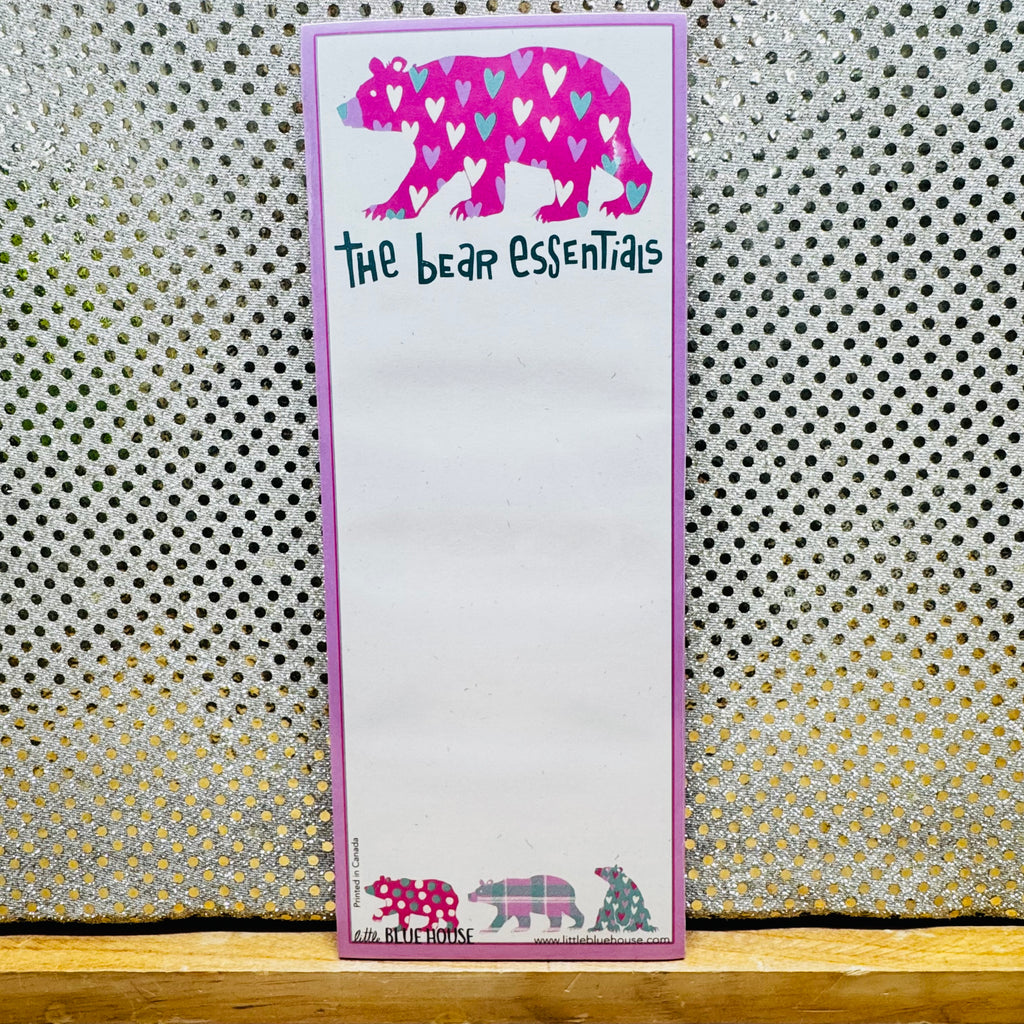 THE BEAR ESSENTIALS
Printed in Canada
little BLUE HOUSE
www.littlebluehouse.com